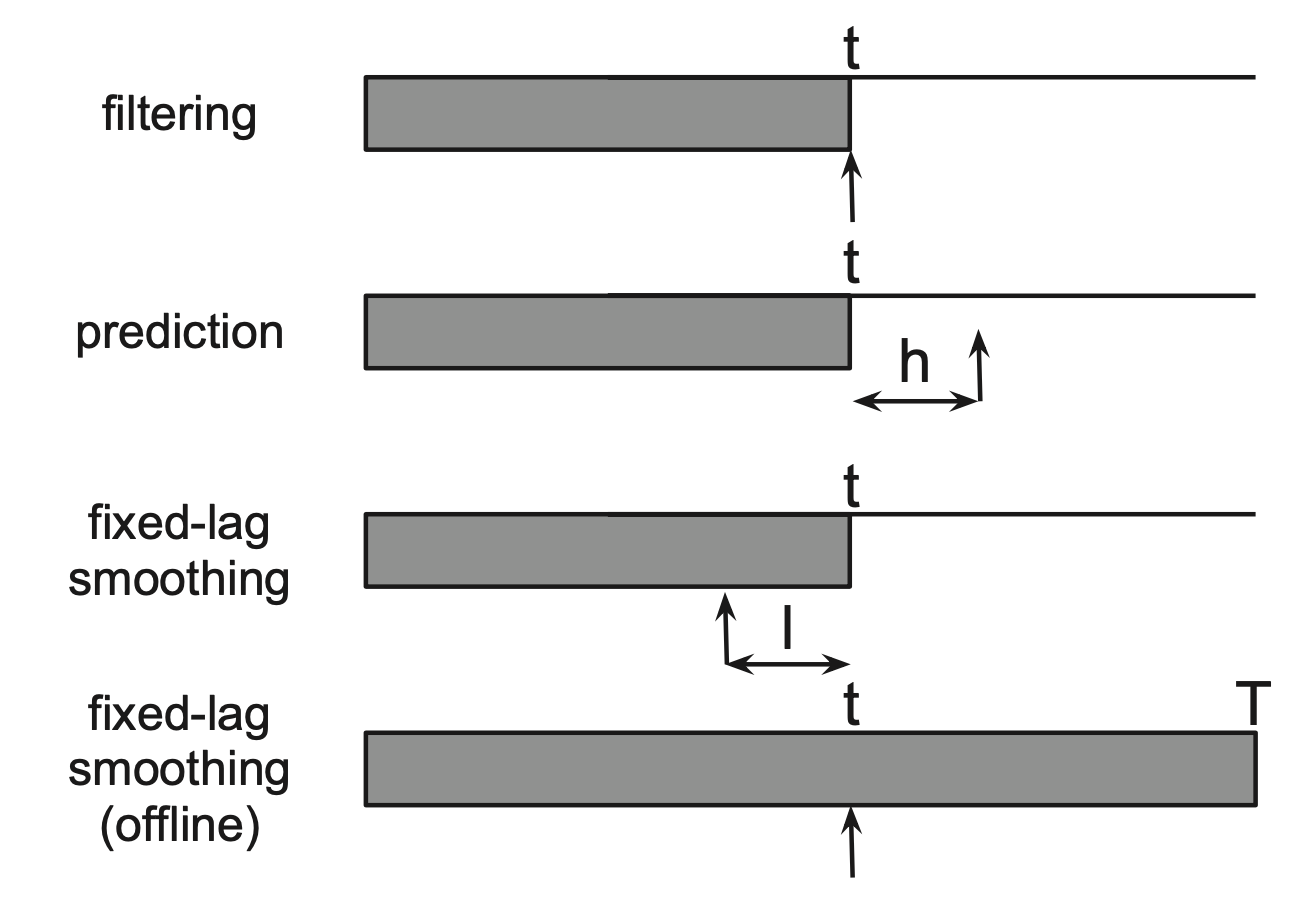 t
filtering
t
prediction
h
t
fixed-lag
smoothing
l
t
T
fixed-lag
smoothing
(offline)